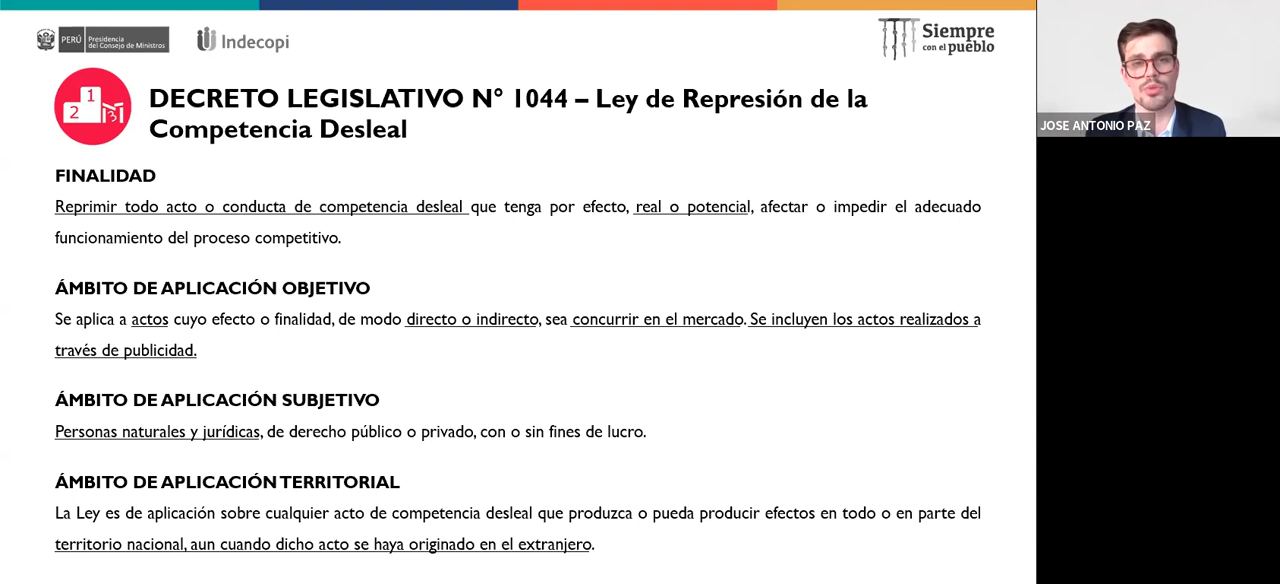 PERÚ
Presidencia
del Consejo de Ministros
Indecopi
Siempre
con el pueblo
1
2
3
DECRETO LEGISLATIVO N° 1044 – Ley de Represión de la
Competencia Desleal
FINALIDAD
Reprimir todo acto o conducta de competencia desleal que tenga por efecto, real o potencial, afectar o impedir el adecuado
funcionamiento del proceso competitivo.
ÁMBITO DE APLICACIÓN OBJETIVO
Se aplica a actos cuyo efecto o finalidad, de modo directo o indirecto, sea concurrir en el mercado. Se incluyen los actos realizados a
través de publicidad.
ÁMBITO DE APLICACIÓN SUBJETIVO
Personas naturales y jurídicas, de derecho público o privado, con o sin fines de lucro.
ÁMBITO DE APLICACIÓN TERRITORIAL
La Ley es de aplicación sobre cualquier acto de competencia desleal que produzca o pueda producir efectos en todo o en parte del
territorio nacional, aun cuando dicho acto se haya originado en el extranjero.
JOSE ANTONIO PAZ